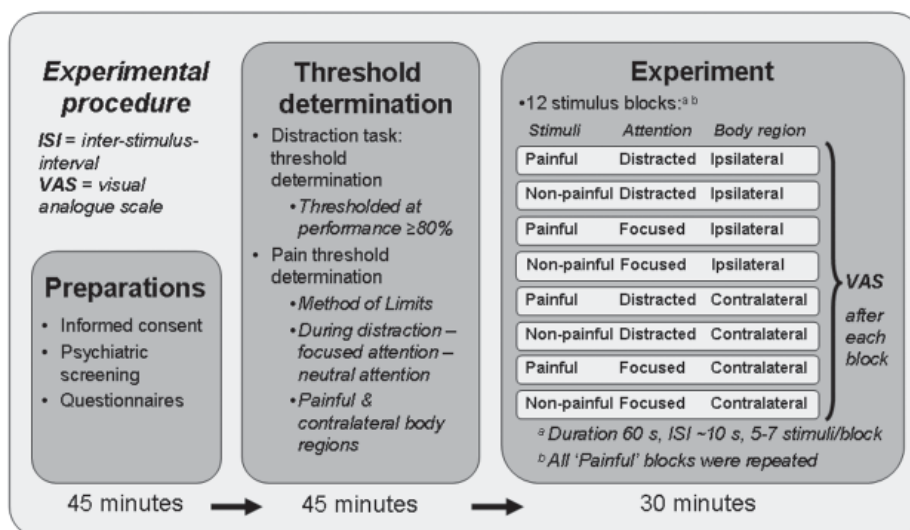 Experimental
procedure
ISI = inter-stimulus-
interval
VAS = visual
analogue scale
Preparations
• Informed consent
• Psychiatric
screening
• Questionnaires
45 minutes
Threshold
determination
• Distraction task:
threshold
determination
•Thresholded at
performance ≥80%
• Pain threshold
determination
•Method of Limits
•During distraction –
focused attention –
neutral attention
•Painful &
contralateral body
regions
45 minutes
Experiment
•12 stimulus blocks:a b
Stimuli Attention Body region
Painful Distracted Ipsilateral
Non-painful Distracted Ipsilateral
Painful Focused Ipsilateral
Non-painful Focused Ipsilateral
Painful Distracted Contralateral
Non-painful Distracted Contralateral
Painful Focused Contralateral
Non-painful Focused Contralateral
VAS
after
each
block
a Duration 60 s, ISI ~10 s, 5-7 stimuli/block
b All 'Painful' blocks were repeated
30 minutes